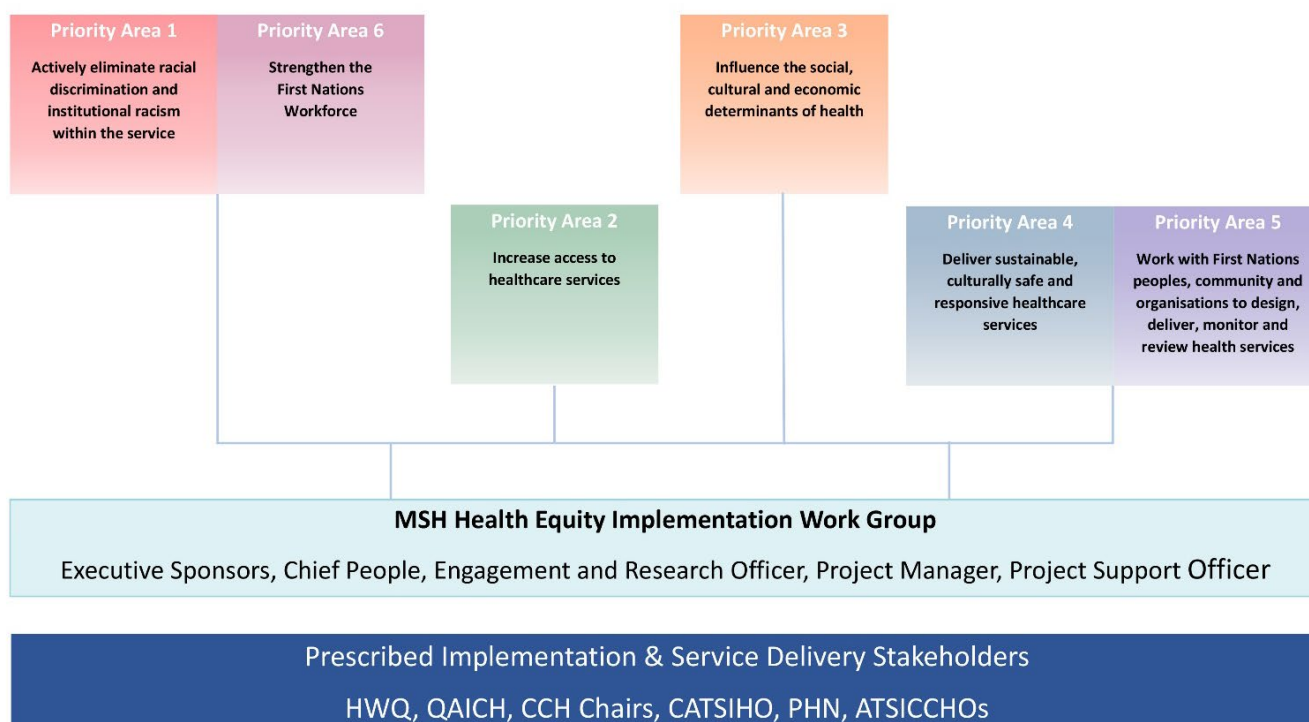 Priority Area 1
Actively eliminate racial
discrimination and
institutional racism
within the service
Priority Area 6
Strengthen the
First Nations
Workforce
Priority Area 3
Influence the social,
cultural and economic
determinants of health
Priority Area 2
Increase access to
healthcare services
Priority Area 4
Deliver sustainable,
culturally safe and
responsive healthcare
services
Priority Area 5
Work with First Nations
peoples, community and
organisations to design,
deliver, monitor and
review health services
MSH Health Equity Implementation Work Group
Executive Sponsors, Chief People, Engagement and Research Officer, Project Manager, Project Support Officer
Prescribed Implementation & Service Delivery Stakeholders
HWQ, QAICH, CCH Chairs, CATSIHO, PHN, ATSICCHOs